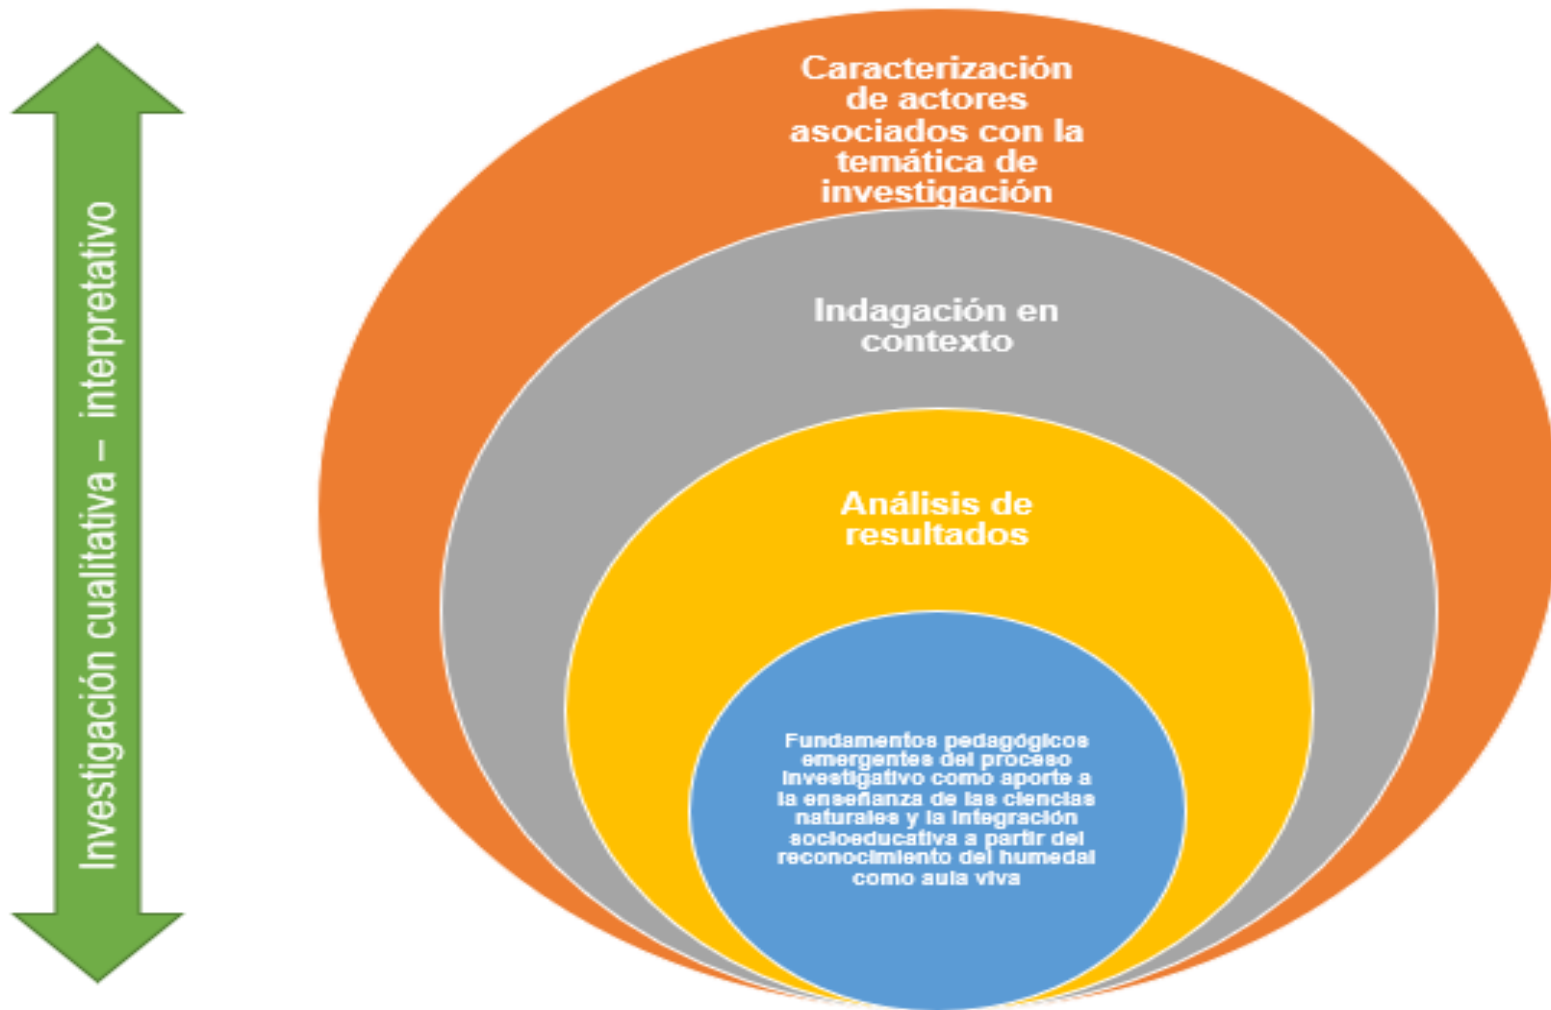 Investigación cualitativa – interpretativo
Caracterización
de actores
asociados con la
temática de
investigación
Indagación en
contexto
Análisis de
resultados
Fundamentos pedagógicos
emergentes del proceso
investigativo como aporte a
la enseñanza de las ciencias
naturales y la integración
socioeducativa a partir del
reconocimiento del humedal
como aula viva